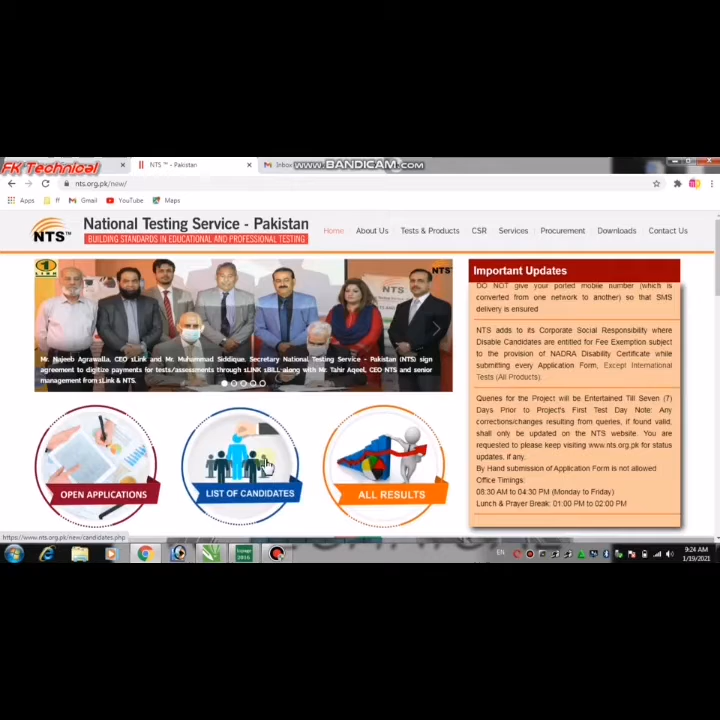 FK Technical
NTS ™ - Pakistan
Inbox
WWW.BANDICAM.COM
nts.org.pk/new/
Apps
ff
Gmail
YouTube
Maps
NTS™
National Testing Service - Pakistan
BUILDING STANDARDS IN EDUCATIONAL AND PROFESSIONAL TESTING
Home
About Us
Tests & Products
CSR
Services
Procurement
Downloads
Contact Us
1
LINK
NTS
Mr. Najeeb Agrawalla, CEO 1Link and Mr. Muhammad Siddique, Secretary National Testing Service - Pakistan (NTS) sign
agreement to digitize payments for tests/assessments through 1LINK 1BILL along with Mr. Tahir Aqeel, CEO NTS and senior
management from 1Link & NTS.
Important Updates
DO NOT give your ported mobile number (which is
converted from one network to another) so that SMS
delivery is ensured
NTS adds to its Corporate Social Responsibility where
Disable Candidates are entitled for Fee Exemption subject
to the provision of NADRA Disability Certificate while
submitting every Application Form, Except International
Tests (All Products).
Queries for the Project will be Entertained Till Seven (7)
Days Prior to Project's First Test Day Note: Any
corrections/changes resulting from queries, if found valid,
shall only be updated on the NTS website. You are
requested to please keep visiting www.nts.org.pk for status
updates, if any.
By Hand submission of Application Form is not allowed
Office Timings:
08:30 AM to 04:30 PM (Monday to Friday)
Lunch & Prayer Break: 01:00 PM to 02:00 PM
OPEN APPLICATIONS
LIST OF CANDIDATES
ALL RESULTS
https://www.nts.org.pk/new/candidates.php
2016
EN
9:24 AM
1/19/2021